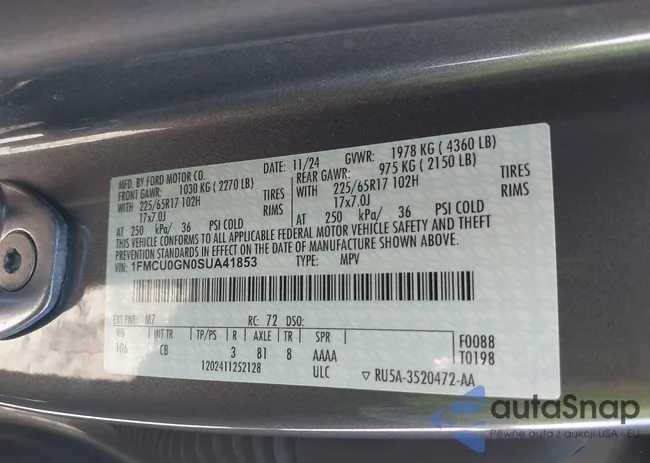 MFD. BY FORD MOTOR CO. DATE: 11/24 GVWR: 1978 KG ( 4360 LB)
FRONT GAWR: 1030 KG ( 2270 LB) REAR GAWR: 975 KG ( 2150 LB)
WITH 225/65R17 102H TIRES WITH 225/65R17 102H TIRES
17x7.0J RIMS 17x7.0J RIMS
AT 250 kPa/ 36 PSI COLD AT 250 kPa/ 36 PSI COLD
THIS VEHICLE CONFORMS TO ALL APPLICABLE FEDERAL MOTOR VEHICLE SAFETY AND THEFT
PREVENTION STANDARDS IN EFFECT ON THE DATE OF MANUFACTURE SHOWN ABOVE.
VIN: 1FMCU0GN0SUA41853 TYPE: MPV
EXT PNT: M7 RC: 72 DSO:
WB INT TR TP/PS R AXLE TR SPR F0088
106 CB 3 81 8 AAAA T0198
1202411252128 ULC RU5A-3520472-AA
autaSnap
Pewne auta z aukcji USA i EU